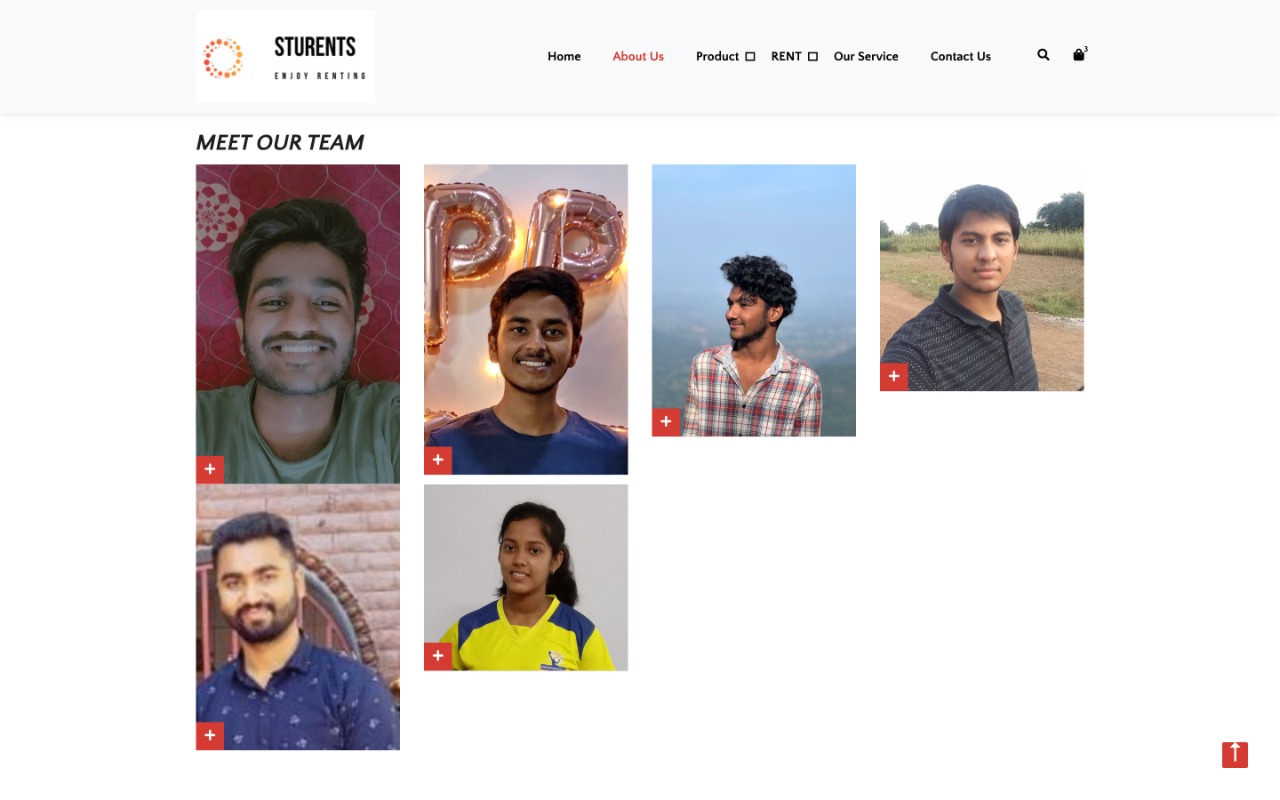 STURENTS
ENJOY RENTING
Home
About Us
Product
RENT
Our Service
Contact Us
3
MEET OUR TEAM
P P